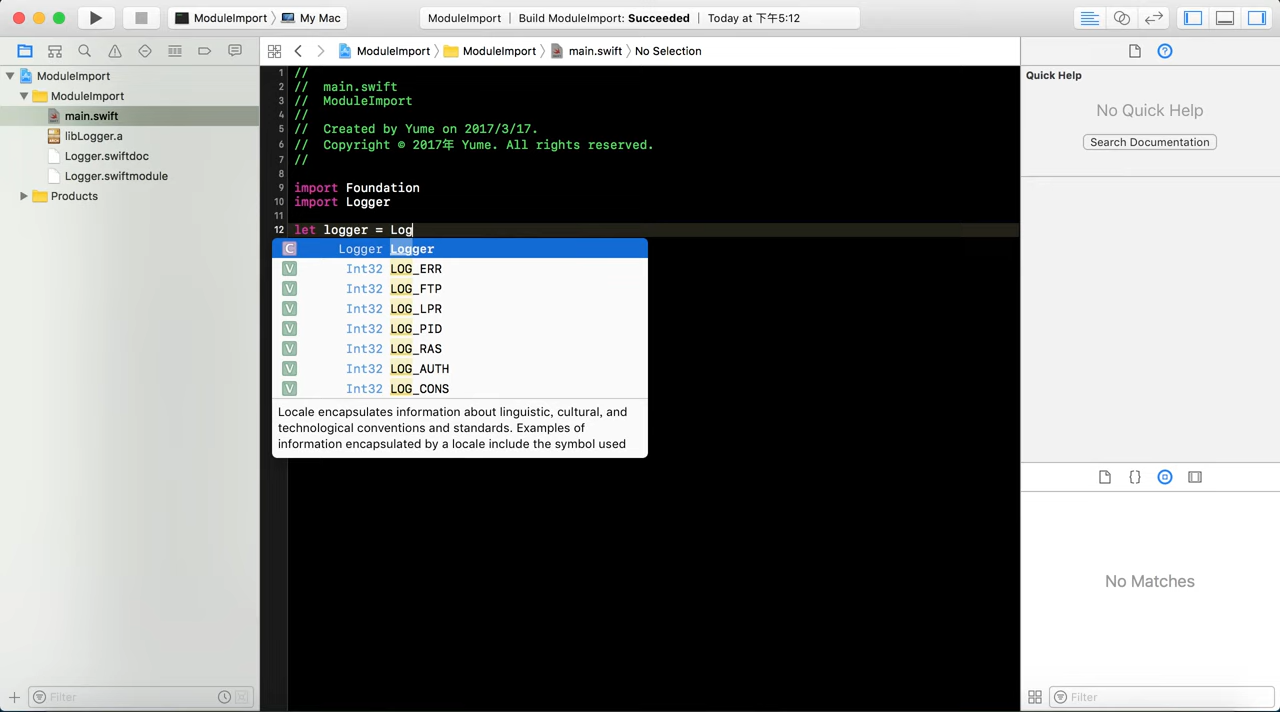 ModuleImport 〉 My Mac
ModuleImport | Build ModuleImport: Succeeded | Today at 下午5:12
ModuleImport 〉 ModuleImport 〉 main.swift 〉 No Selection
ModuleImport
ModuleImport
main.swift
libLogger.a
Logger.swiftdoc
Logger.swiftmodule
Products
Filter
1 //
2 //  main.swift
3 //  ModuleImport
4 //
5 //  Created by Yume on 2017/3/17.
6 //  Copyright © 2017年 Yume. All rights reserved.
7 //
8
9 import Foundation
10 import Logger
11
12 let logger = Log
C Logger Logger
V Int32 LOG_ERR
V Int32 LOG_FTP
V Int32 LOG_LPR
V Int32 LOG_PID
V Int32 LOG_RAS
V Int32 LOG_AUTH
V Int32 LOG_CONS
Locale encapsulates information about linguistic, cultural, and
technological conventions and standards. Examples of
information encapsulated by a locale include the symbol used
Quick Help
No Quick Help
Search Documentation
{}
No Matches
Filter